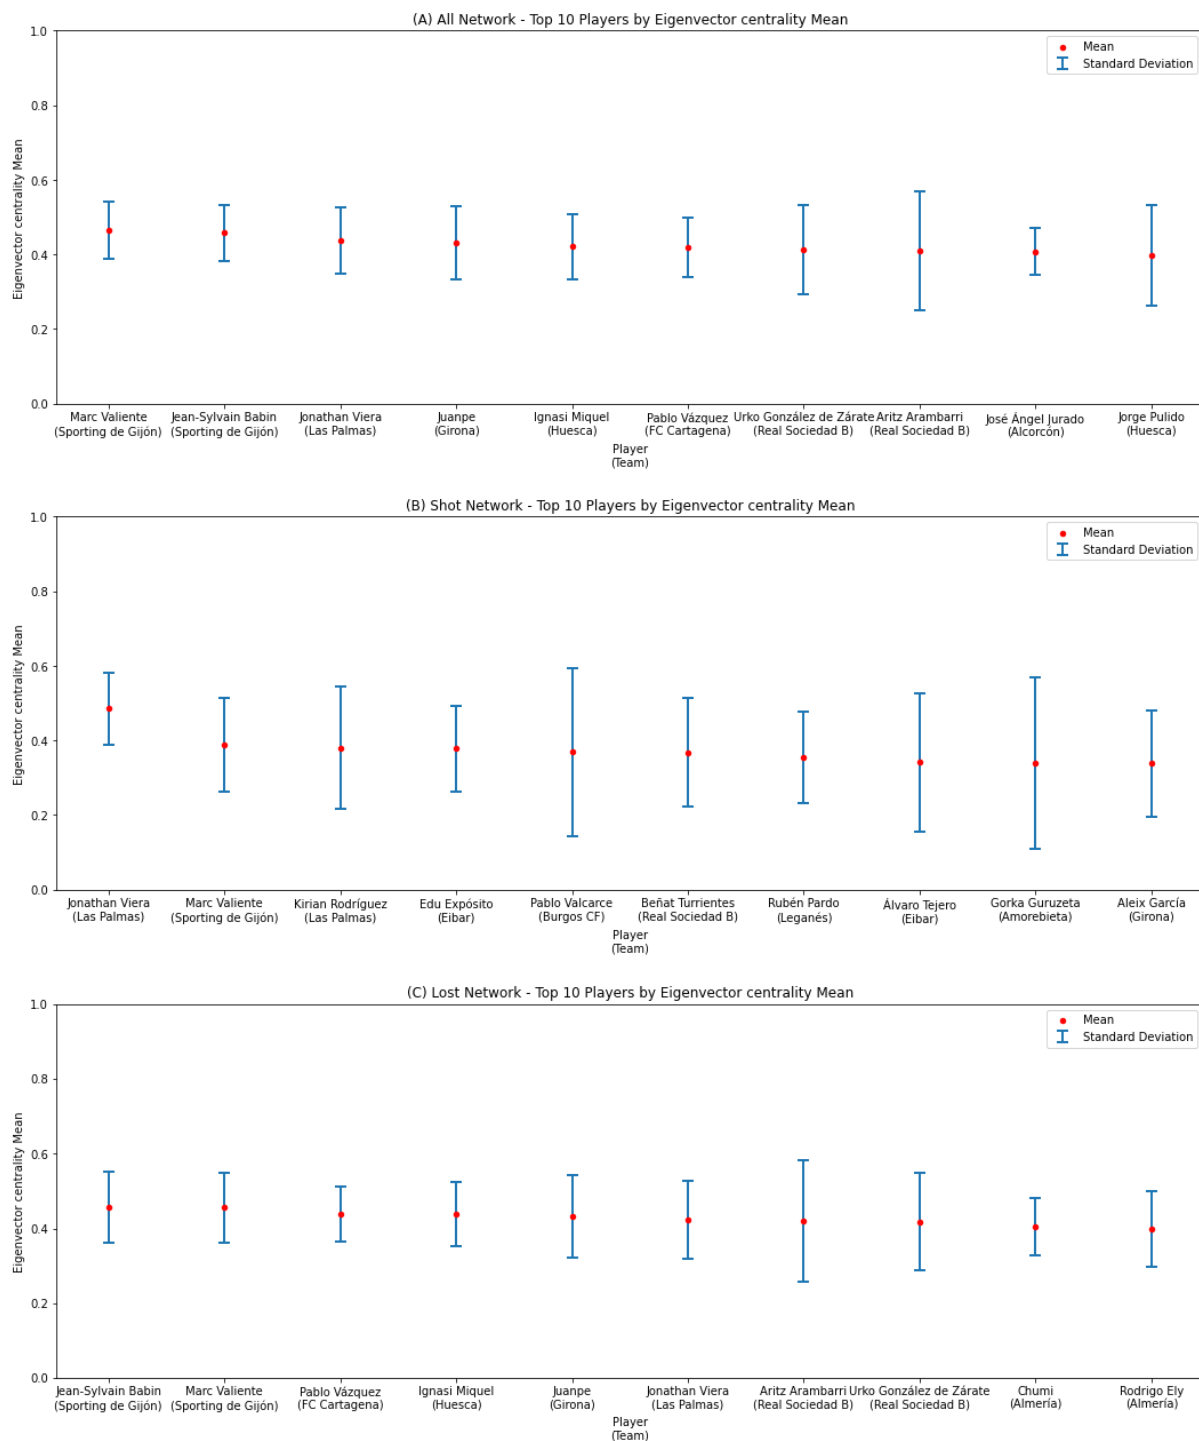 (A) All Network - Top 10 Players by Eigenvector centrality Mean
1.0
Mean
Standard Deviation
0.8
0.6
0.4
0.2
0.0
Eigenvector centrality Mean
Marc Valiente Jean-Sylvain Babin Jonathan Viera Juanpe Ignasi Miquel Pablo Vázquez Urko González de Zárate Aritz Arambarri José Ángel Jurado Jorge Pulido
(Sporting de Gijón) (Sporting de Gijón) (Las Palmas) (Girona) (Huesca) (FC Cartagena) (Real Sociedad B) (Real Sociedad B) (Alcorcón) (Huesca)
Player
(Team)
(B) Shot Network - Top 10 Players by Eigenvector centrality Mean
1.0
Mean
Standard Deviation
0.8
0.6
0.4
0.2
0.0
Eigenvector centrality Mean
Jonathan Viera Marc Valiente Kirian Rodríguez Edu Expósito Pablo Valcarce Beñat Turrientes Rubén Pardo Álvaro Tejero Gorka Guruzeta Aleix García
(Las Palmas) (Sporting de Gijón) (Las Palmas) (Eibar) (Burgos CF) (Real Sociedad B) (Leganés) (Eibar) (Amorebieta) (Girona)
Player
(Team)
(C) Lost Network - Top 10 Players by Eigenvector centrality Mean
1.0
Mean
Standard Deviation
0.8
0.6
0.4
0.2
0.0
Eigenvector centrality Mean
Jean-Sylvain Babin Marc Valiente Pablo Vázquez Ignasi Miquel Juanpe Jonathan Viera Aritz Arambarri Urko González de Zárate Chumi Rodrigo Ely
(Sporting de Gijón) (Sporting de Gijón) (FC Cartagena) (Huesca) (Girona) (Las Palmas) (Real Sociedad B) (Real Sociedad B) (Almería) (Almería)
Player
(Team)